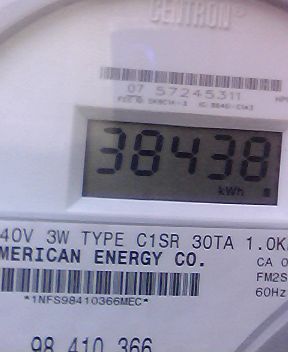 CENTRON®
07 57245311
38438
kWh
40V 3W TYPE C1SR 30TA 1.0K
MERICAN ENERGY CO.
CA 0
FM2S
60Hz
*1NFS98410366MEC*
98 410 366